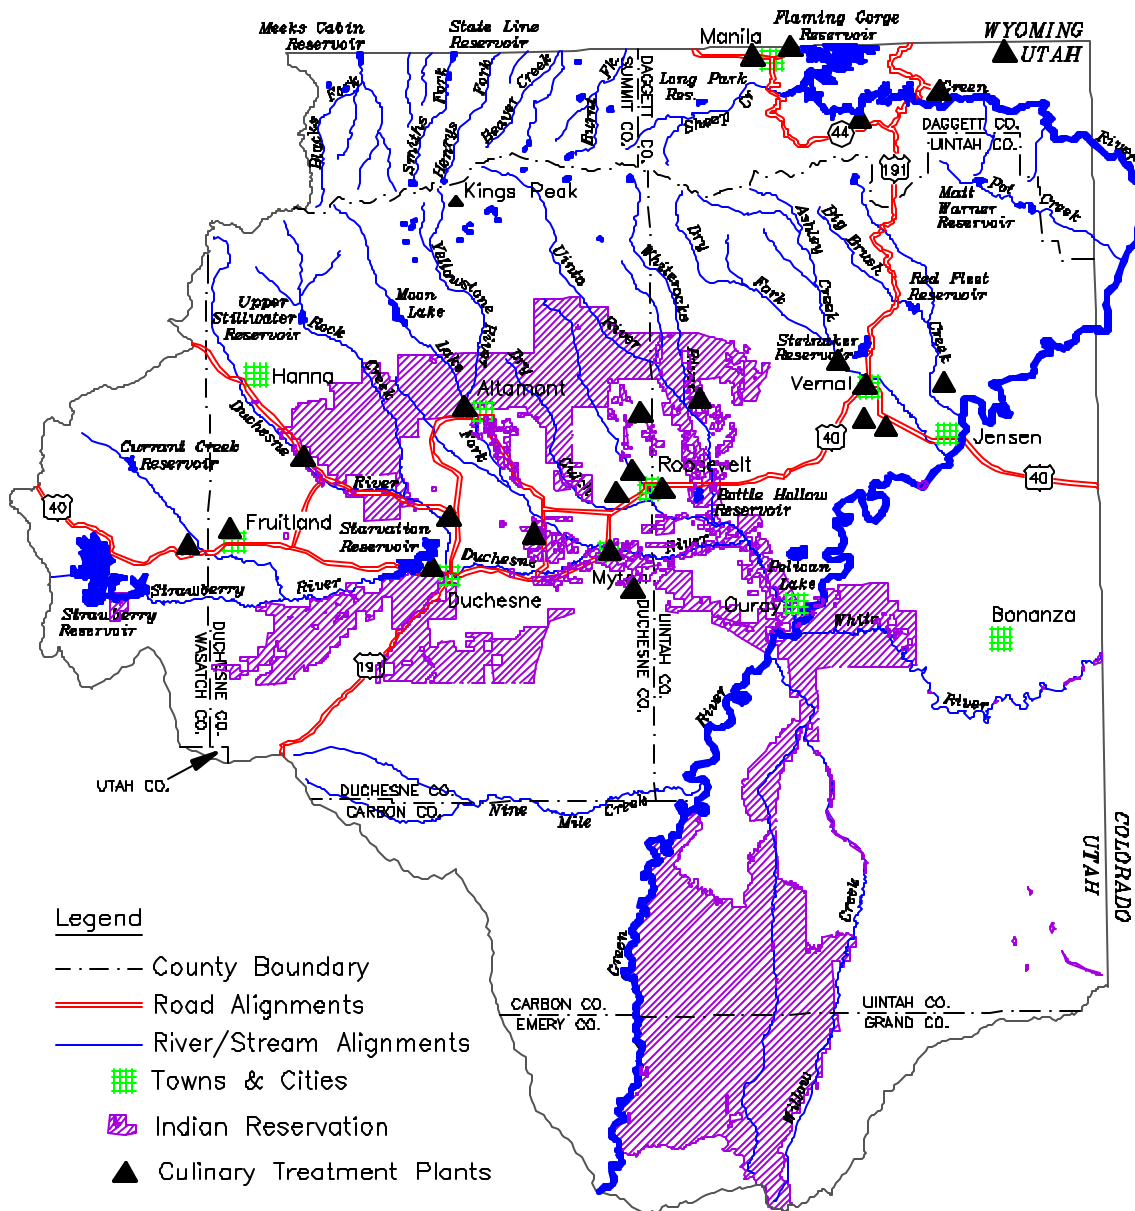 Meeks Cabin
Reservoir
State Line
Reservoir
Flaming Gorge
Reservoir
WYOMING
UTAH
Manila
Long Park
Res.
Sheep Cr
Green
River
Blacks
Fork
Smiths
Fork
Henrys
Fork
Beaver
Creek
Burnt
Fk.
SUMMIT CO.
DAGGETT CO.
44
191
DAGGETT CO.
UINTAH CO.
Matt
Warner
Reservoir
Pot
Creek
Kings Peak
Yellowstone
River
Uinta
River
Whiterocks
River
Dry
Fork
Ashley
Creek
Big Brush
Creek
Red Fleet
Reservoir
Steinaker
Reservoir
Vernal
Upper
Stillwater
Reservoir
Rock
Creek
Moon
Lake
Lake
Fork
Dry
Gulch
Hanna
Altamont
Duchesne
River
Currant Creek
Reservoir
40
Fruitland
Starvation
Reservoir
Roosevelt
40
Jensen
40
Bottle Hollow
Reservoir
Duchesne
River
Strawberry
River
Strawberry
Reservoir
Duchesne
Pelican
Lake
Ouray
White
River
Bonanza
191
DUCHESNE CO.
WASATCH CO.
UINTAH CO.
DUCHESNE CO.
UTAH CO.
River
DUCHESNE CO.
CARBON CO.
Nine
Mile
Creek
COLORADO
UTAH
Green
Creek
Willow
CARBON CO.
EMERY CO.
UINTAH CO.
GRAND CO.
Legend
County Boundary
Road Alignments
River/Stream Alignments
Towns & Cities
Indian Reservation
Culinary Treatment Plants